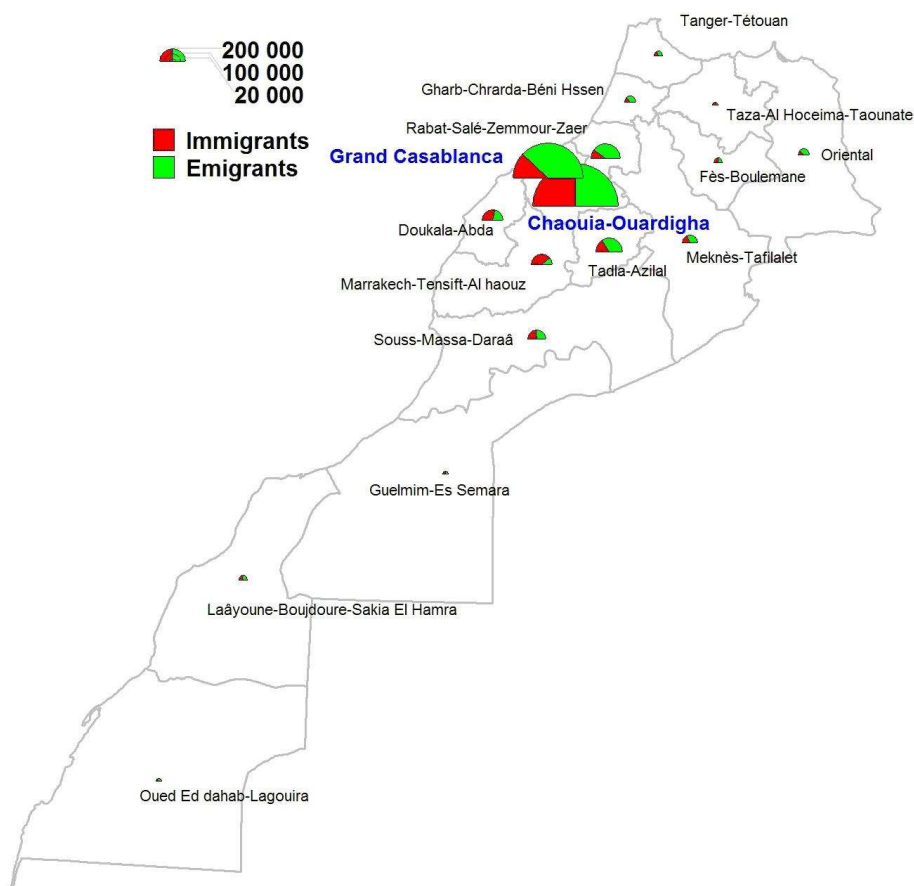 Tanger-Tétouan
200 000
100 000
20 000
Gharb-Chrarda-Béni Hssen
Taza-Al Hoceima-Taounate
Rabat-Salé-Zemmour-Zaer
Immigrants
Emigrants
Grand Casablanca
Oriental
Fès-Boulemane
Chaouia-Ouardigha
Doukala-Abda
Meknès-Tafilalet
Tadla-Azilal
Marrakech-Tensift-Al haouz
Souss-Massa-Daraâ
Guelmim-Es Semara
Laâyoune-Boujdoure-Sakia El Hamra
Oued Ed dahab-Lagouira